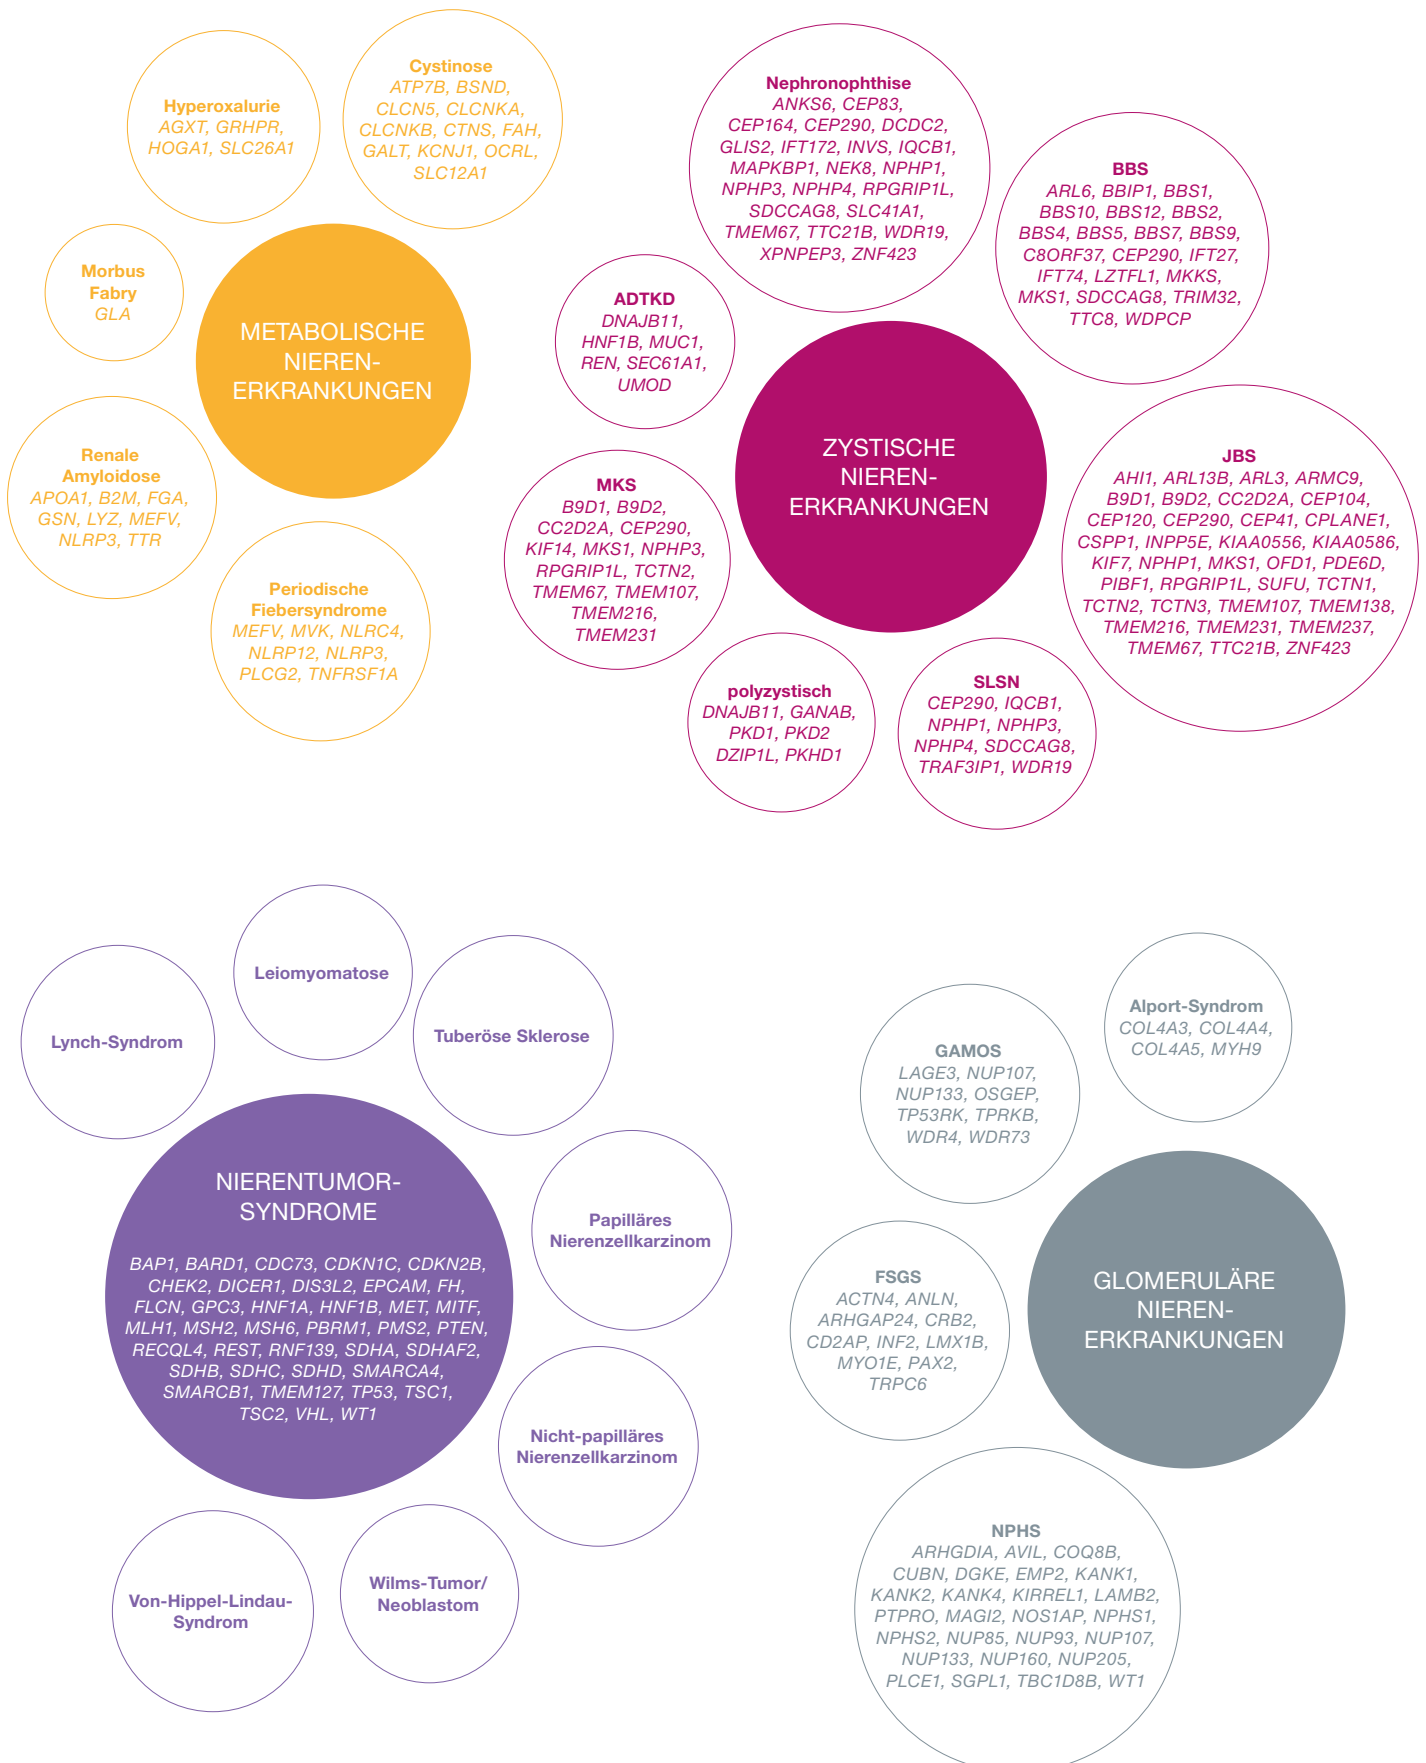 Hyperoxalurie
AGXT, GRHPR,
HOGA1, SLC26A1
Cystinose
ATP7B, BSND,
CLCN5, CLCNKA,
CLCNKB, CTNS, FAH,
GALT, KCNJ1, OCRL,
SLC12A1
Morbus
Fabry
GLA
METABOLISCHE
NIEREN-
ERKRANKUNGEN
Renale
Amyloidose
APOA1, B2M, FGA,
GSN, LYZ, MEFV,
NLRP3, TTR
Periodische
Fiebersyndrome
MEFV, MVK, NLRC4,
NLRP12, NLRP3,
PLCG2, TNFRSF1A
Nephronophthise
ANKS6, CEP83,
CEP164, CEP290, DCDC2,
GLIS2, IFT172, INVS, IQCB1,
MAPKBP1, NEK8, NPHP1,
NPHP3, NPHP4, RPGRIP1L,
SDCCAG8, SLC41A1,
TMEM67, TTC21B, WDR19,
XPNPEP3, ZNF423
BBS
ARL6, BBIP1, BBS1,
BBS10, BBS12, BBS2,
BBS4, BBS5, BBS7, BBS9,
C8ORF37, CEP290, IFT27,
IFT74, LZTFL1, MKKS,
MKS1, SDCCAG8, TRIM32,
TTC8, WDPCP
ADTKD
DNAJB11,
HNF1B, MUC1,
REN, SEC61A1,
UMOD
ZYSTISCHE
NIEREN-
ERKRANKUNGEN
MKS
B9D1, B9D2,
CC2D2A, CEP290,
KIF14, MKS1, NPHP3,
RPGRIP1L, TCTN2,
TMEM67, TMEM107,
TMEM216,
TMEM231
JBS
AHI1, ARL13B, ARL3, ARMC9,
B9D1, B9D2, CC2D2A, CEP104,
CEP120, CEP290, CEP41, CPLANE1,
CSPP1, INPP5E, KIAA0556, KIAA0586,
KIF7, NPHP1, MKS1, OFD1, PDE6D,
PIBF1, RPGRIP1L, SUFU, TCTN1,
TCTN2, TCTN3, TMEM107, TMEM138,
TMEM216, TMEM231, TMEM237,
TMEM67, TTC21B, ZNF423
polyzystisch
DNAJB11, GANAB,
PKD1, PKD2
DZIP1L, PKHD1
SLSN
CEP290, IQCB1,
NPHP1, NPHP3,
NPHP4, SDCCAG8,
TRAF3IP1, WDR19
Lynch-Syndrom
Leiomyomatose
Tuberöse Sklerose
NIERENTUMOR-
SYNDROME
BAP1, BARD1, CDC73, CDKN1C, CDKN2B,
CHEK2, DICER1, DIS3L2, EPCAM, FH,
FLCN, GPC3, HNF1A, HNF1B, MET, MITF,
MLH1, MSH2, MSH6, PBRM1, PMS2, PTEN,
RECQL4, REST, RNF139, SDHA, SDHAF2,
SDHB, SDHC, SDHD, SMARCA4,
SMARCB1, TMEM127, TP53, TSC1,
TSC2, VHL, WT1
Papilläres
Nierenzellkarzinom
Nicht-papilläres
Nierenzellkarzinom
Wilms-Tumor/
Neoblastom
Von-Hippel-Lindau-
Syndrom
Alport-Syndrom
COL4A3, COL4A4,
COL4A5, MYH9
GAMOS
LAGE3, NUP107,
NUP133, OSGEP,
TP53RK, TPRKB,
WDR4, WDR73
FSGS
ACTN4, ANLN,
ARHGAP24, CRB2,
CD2AP, INF2, LMX1B,
MYO1E, PAX2,
TRPC6
GLOMERULÄRE
NIEREN-
ERKRANKUNGEN
NPHS
ARHGDIA, AVIL, COQ8B,
CUBN, DGKE, EMP2, KANK1,
KANK2, KANK4, KIRREL1, LAMB2,
PTPRO, MAGI2, NOS1AP, NPHS1,
NPHS2, NUP85, NUP93, NUP107,
NUP133, NUP160, NUP205,
PLCE1, SGPL1, TBC1D8B, WT1